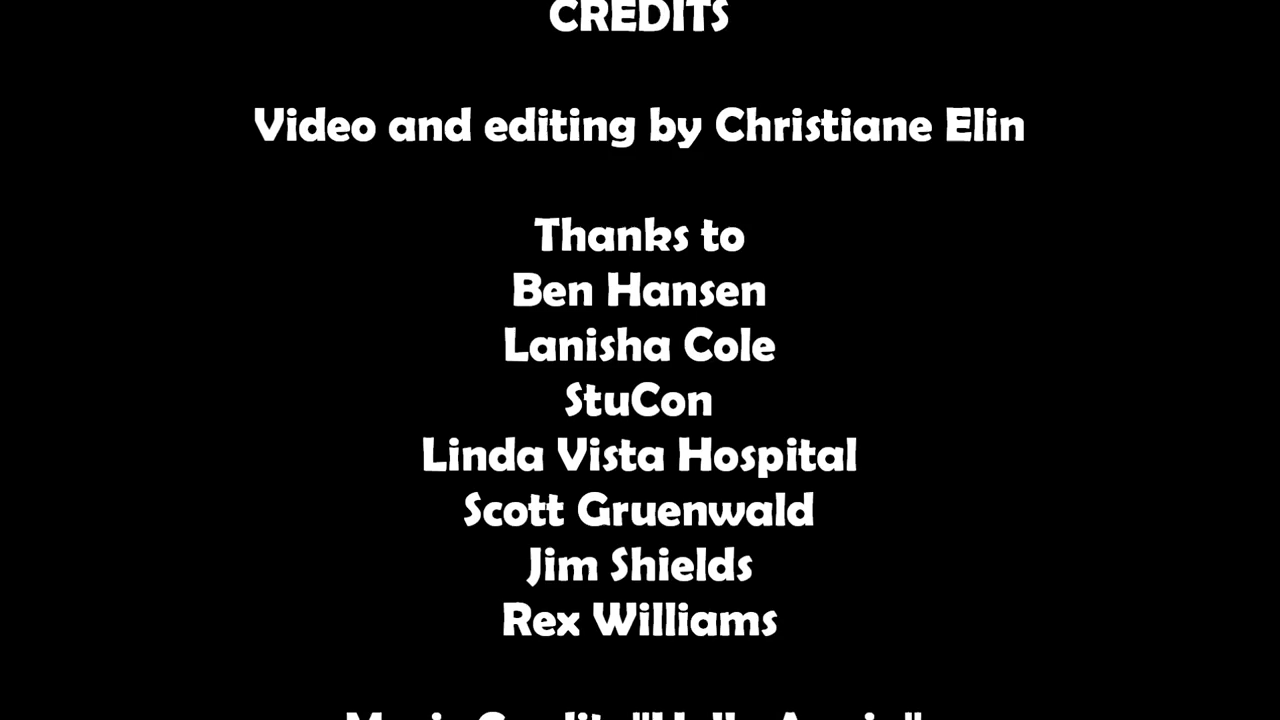 CREDITS
Video and editing by Christiane Elin
Thanks to
Ben Hansen
Lanisha Cole
StuCon
Linda Vista Hospital
Scott Gruenwald
Jim Shields
Rex Williams